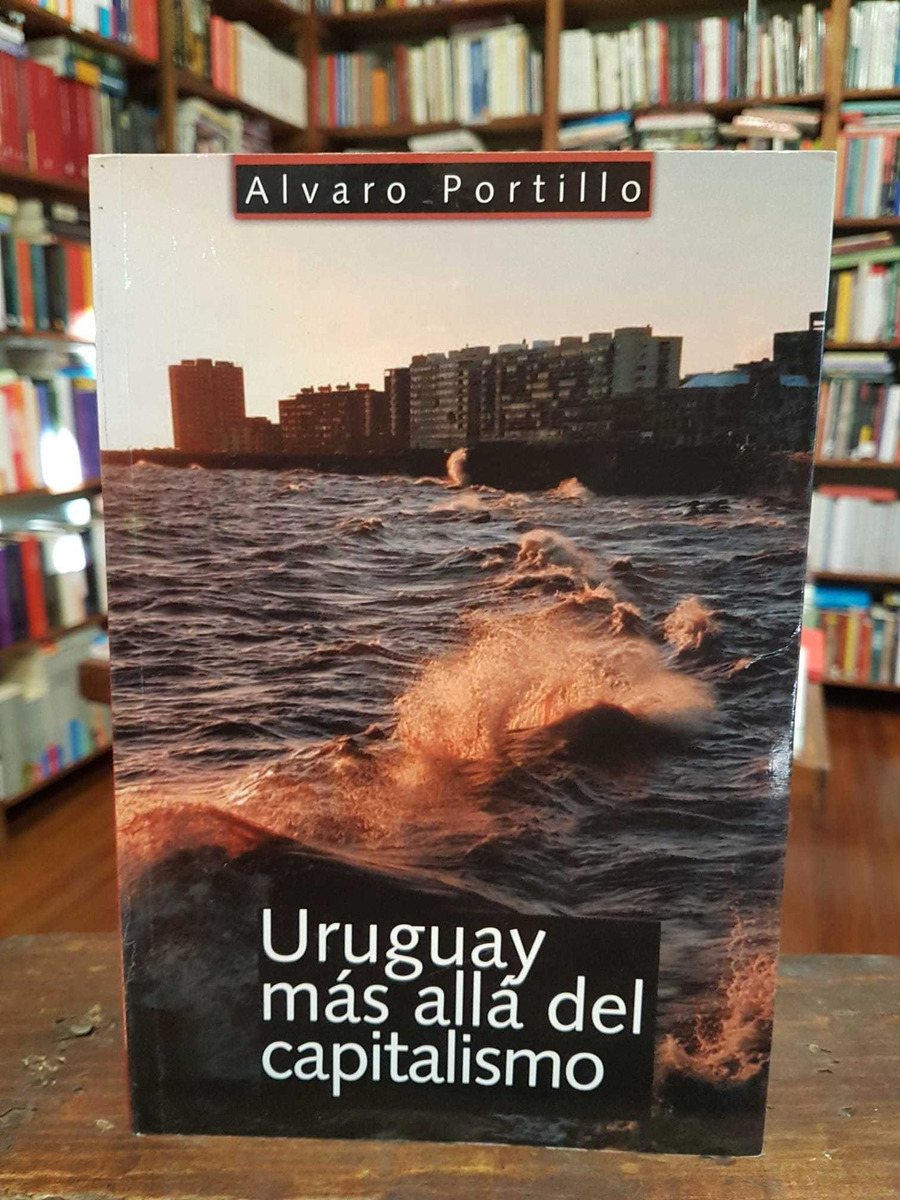 Alvaro Portillo
Uruguay
más allá del
capitalismo